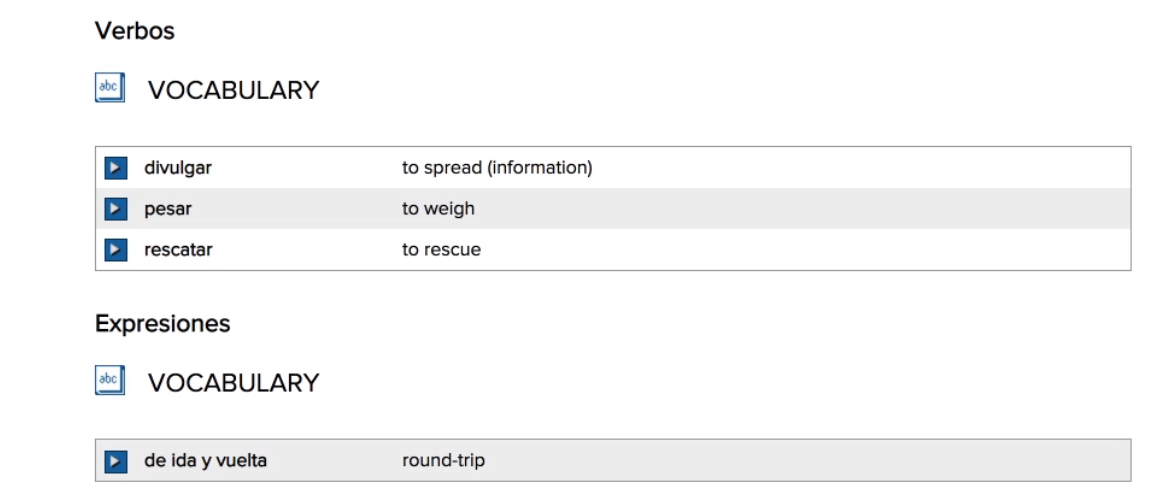 Verbos
abc VOCABULARY
divulgar to spread (information)
pesar to weigh
rescatar to rescue
Expresiones
abc VOCABULARY
de ida y vuelta round-trip